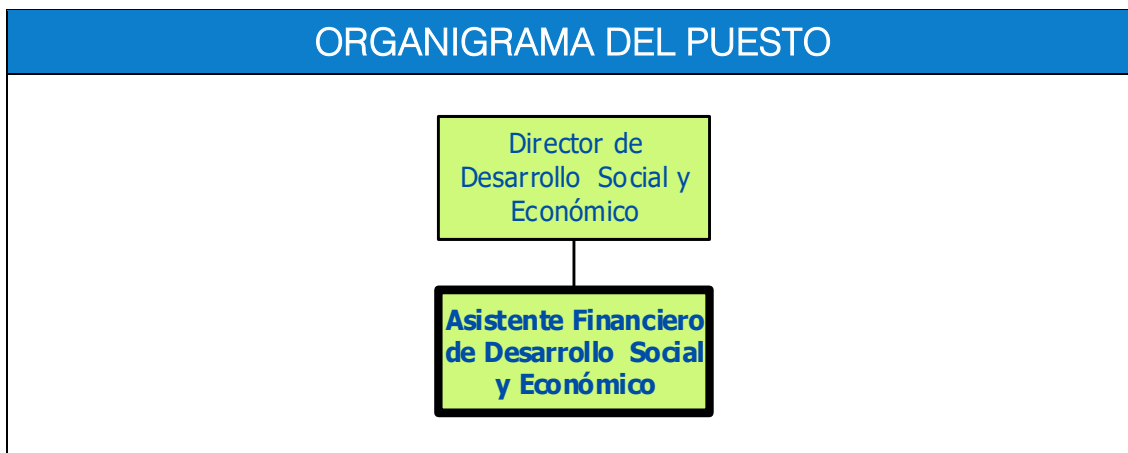 ORGANIGRAMA DEL PUESTO
Director de
Desarrollo Social y
Económico
Asistente Financiero
de Desarrollo Social
y Económico